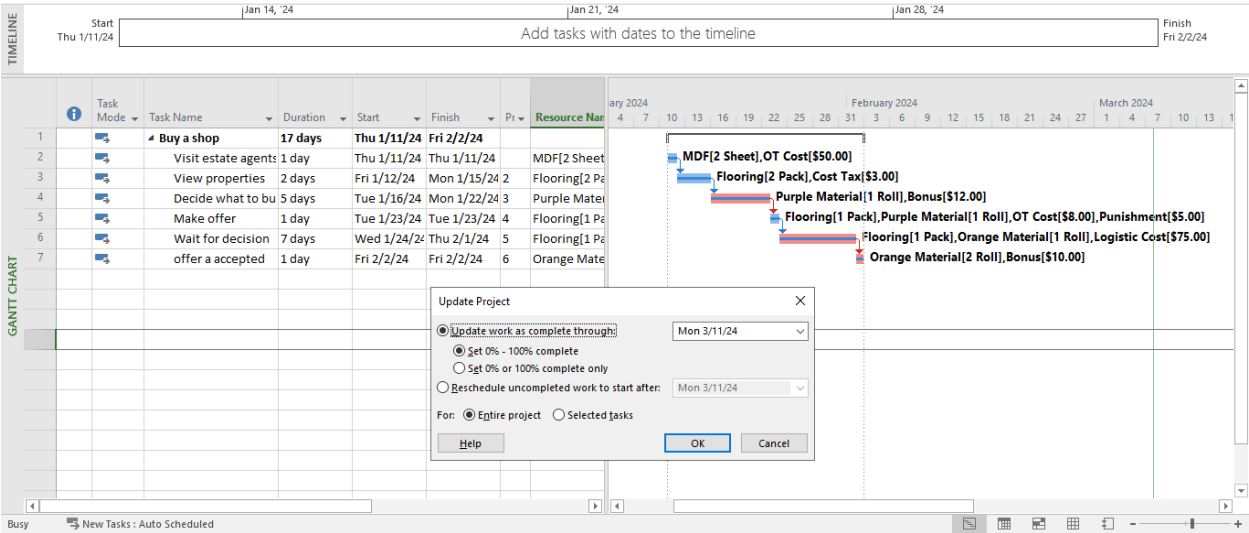 Jan 14, '24 Jan 21, '24 Jan 28, '24
TIMELINE
Start
Thu 1/11/24
Add tasks with dates to the timeline
Finish
Fri 2/2/24
GANTT CHART
Task Mode Task Name Duration Start Finish Pr Resource Nar
1 Buy a shop 17 days Thu 1/11/24 Fri 2/2/24
2 Visit estate agents 1 day Thu 1/11/24 Thu 1/11/24 MDF[2 Sheet
3 View properties 2 days Fri 1/12/24 Mon 1/15/24 2 Flooring[2 Pa
4 Decide what to bu 5 days Tue 1/16/24 Mon 1/22/24 3 Purple Mater
5 Make offer 1 day Tue 1/23/24 Tue 1/23/24 4 Flooring[1 Pa
6 Wait for decision 7 days Wed 1/24/24 Thu 2/1/24 5 Flooring[1 Pa
7 offer a accepted 1 day Fri 2/2/24 Fri 2/2/24 6 Orange Mate
ary 2024 February 2024 March 2024
4 7 10 13 16 19 22 25 28 31 3 6 9 12 15 18 21 24 27 1 4 7 10 13 1
MDF[2 Sheet],OT Cost[$50.00]
Flooring[2 Pack],Cost Tax[$3.00]
Purple Material[1 Roll],Bonus[$12.00]
Flooring[1 Pack],Purple Material[1 Roll],OT Cost[$8.00],Punishment[$5.00]
Flooring[1 Pack],Orange Material[1 Roll],Logistic Cost[$75.00]
Orange Material[2 Roll],Bonus[$10.00]
Update Project
Update work as complete through: Mon 3/11/24
Set 0% - 100% complete
Set 0% or 100% complete only
Reschedule uncompleted work to start after: Mon 3/11/24
For: Entire project Selected tasks
Help OK Cancel
Busy New Tasks : Auto Scheduled